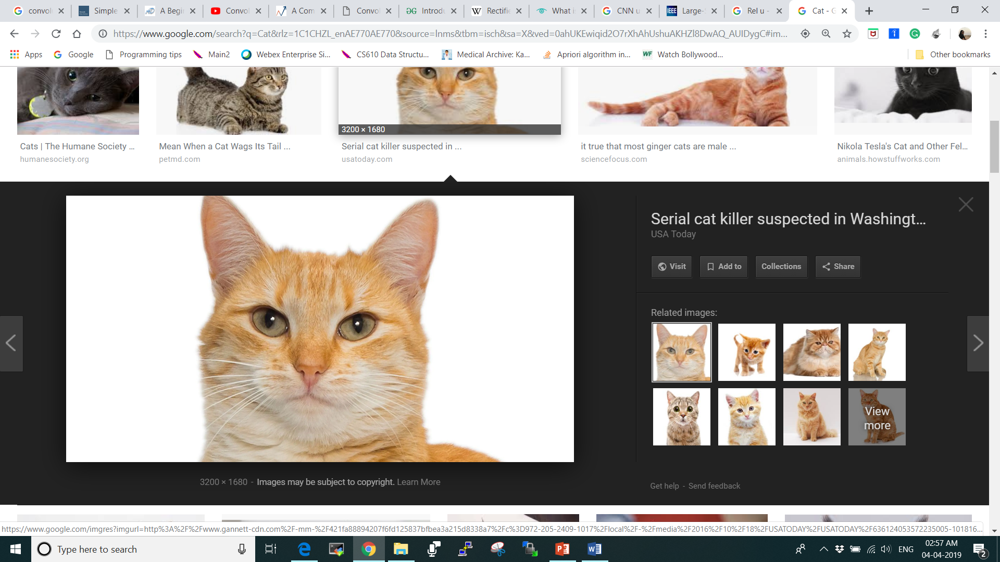 convol
Simple
A Begi
Convol
A Com
Convol
Introdu
Rectifie
What i
CNN u
Large-
Rel u -
Cat - G
https://www.google.com/search?q=Cat&rlz=1C1CHZL_enAE770AE770&source=lnms&tbm=isch&sa=X&ved=0ahUKEwiqid2O7rXhAhUshuAKHZl8DwAQ_AUIDygC#im...
Apps
Google
Programming tips
Main2
Webex Enterprise Si...
CS610 Data Structu...
Medical Archive: Ka...
Apriori algorithm in...
WF Watch Bollywood...
Other bookmarks
3200 × 1680
Cats | The Humane Society ...
humanesociety.org
Mean When a Cat Wags Its Tail ...
petmd.com
Serial cat killer suspected in ...
usatoday.com
it true that most ginger cats are male ...
sciencefocus.com
Nikola Tesla's Cat and Other Fel...
animals.howstuffworks.com
Serial cat killer suspected in Washingt...
USA Today
Visit
Add to
Collections
Share
Related images:
View
more
3200 × 1680 - Images may be subject to copyright. Learn More
Get help - Send feedback
https://www.google.com/imgres?imgurl=http%3A%2F%2Fwww.gannett-cdn.com%2F-mm-%2F421fa88894207f6fd125837bfbea3a215d8338a7%2Fc%3D972-205-2409-1017%2Flocal%2F-%2Fmedia%2F2016%2F10%2F18%2FUSATODAY%2FUSATODAY%2F636124053572235005-101816...
Type here to search
ENG
02:57 AM
04-04-2019
2